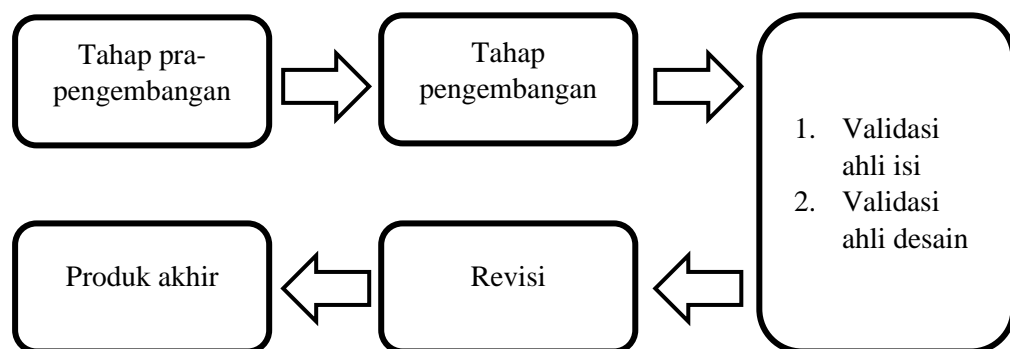 Tahap pra-
pengembangan
Tahap
pengembangan
1. Validasi
ahli isi
2. Validasi
ahli desain
Revisi
Produk akhir